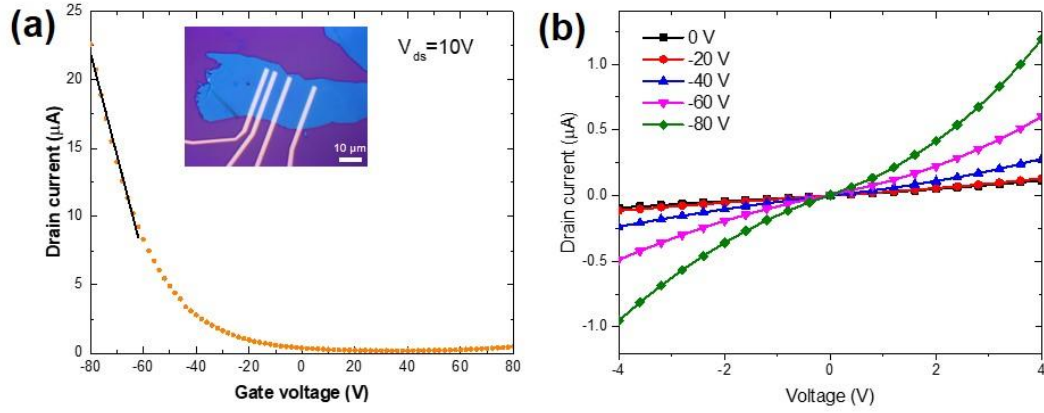 (a)
V_ds=10V
10 μm
25
20
15
10
5
0
-80 -60 -40 -20 0 20 40 60 80
Drain current (μA)
Gate voltage (V)
(b)
0 V
-20 V
-40 V
-60 V
-80 V
1.0
0.5
0.0
-0.5
-1.0
-4 -2 0 2 4
Drain current (μA)
Voltage (V)